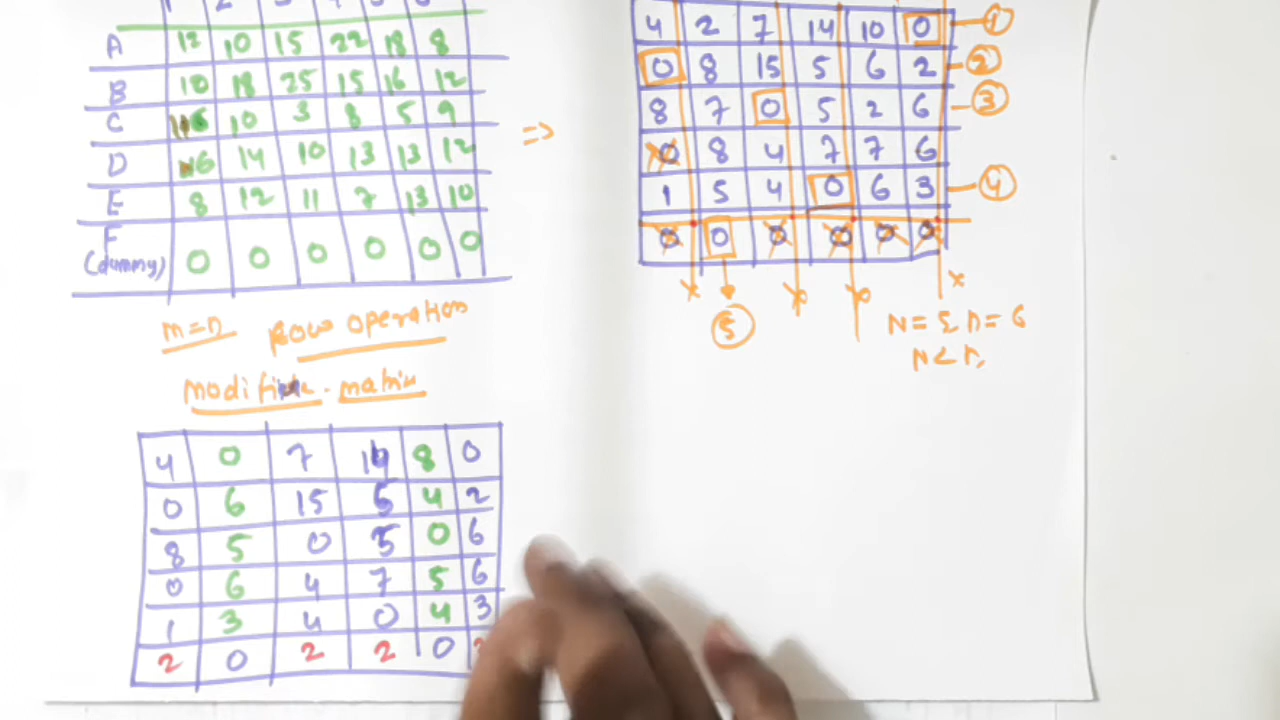 A 12 10 15 22 18 8
B 10 18 25 15 16 12
C 10 3 8 5 9
D 6 14 10 13 13 12
E 8 12 11 7 13 10
F
(dummy) 0 0 0 0 0 0
m=n Row operation
matrix
4 0 7 14 8 0
0 6 15 5 4 2
8 5 0 5 0 6
0 6 4 7 5 6
1 3 4 0 4 3
2 0 2 2 0
=>
4 2 7 14 10 0 1
0 8 15 5 6 2 2
8 7 0 5 2 6 3
0 8 4 7 7 6
1 5 4 0 6 3 4
0 0 0 0 0 0
5
N = 5 n = 6
N < n